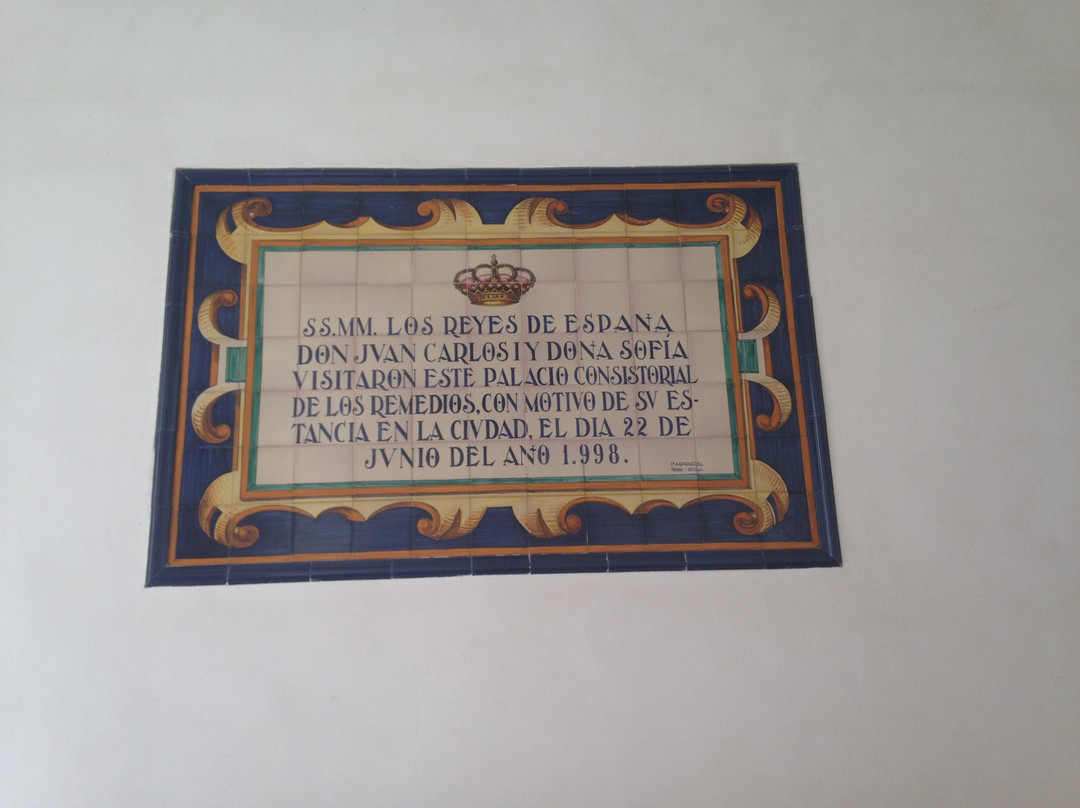 SS.MM. LOS REYES DE ESPAÑA,
DON JVAN CARLOS I Y DOÑA SOFÍA
VISITARON ESTE PALACIO CONSISTORIAL
DE LOS REMEDIOS, CON MOTIVO DE SV ES-
TANCIA EN LA CIVDAD, EL DIA 22 DE
JVNIO DEL AÑO 1.998.